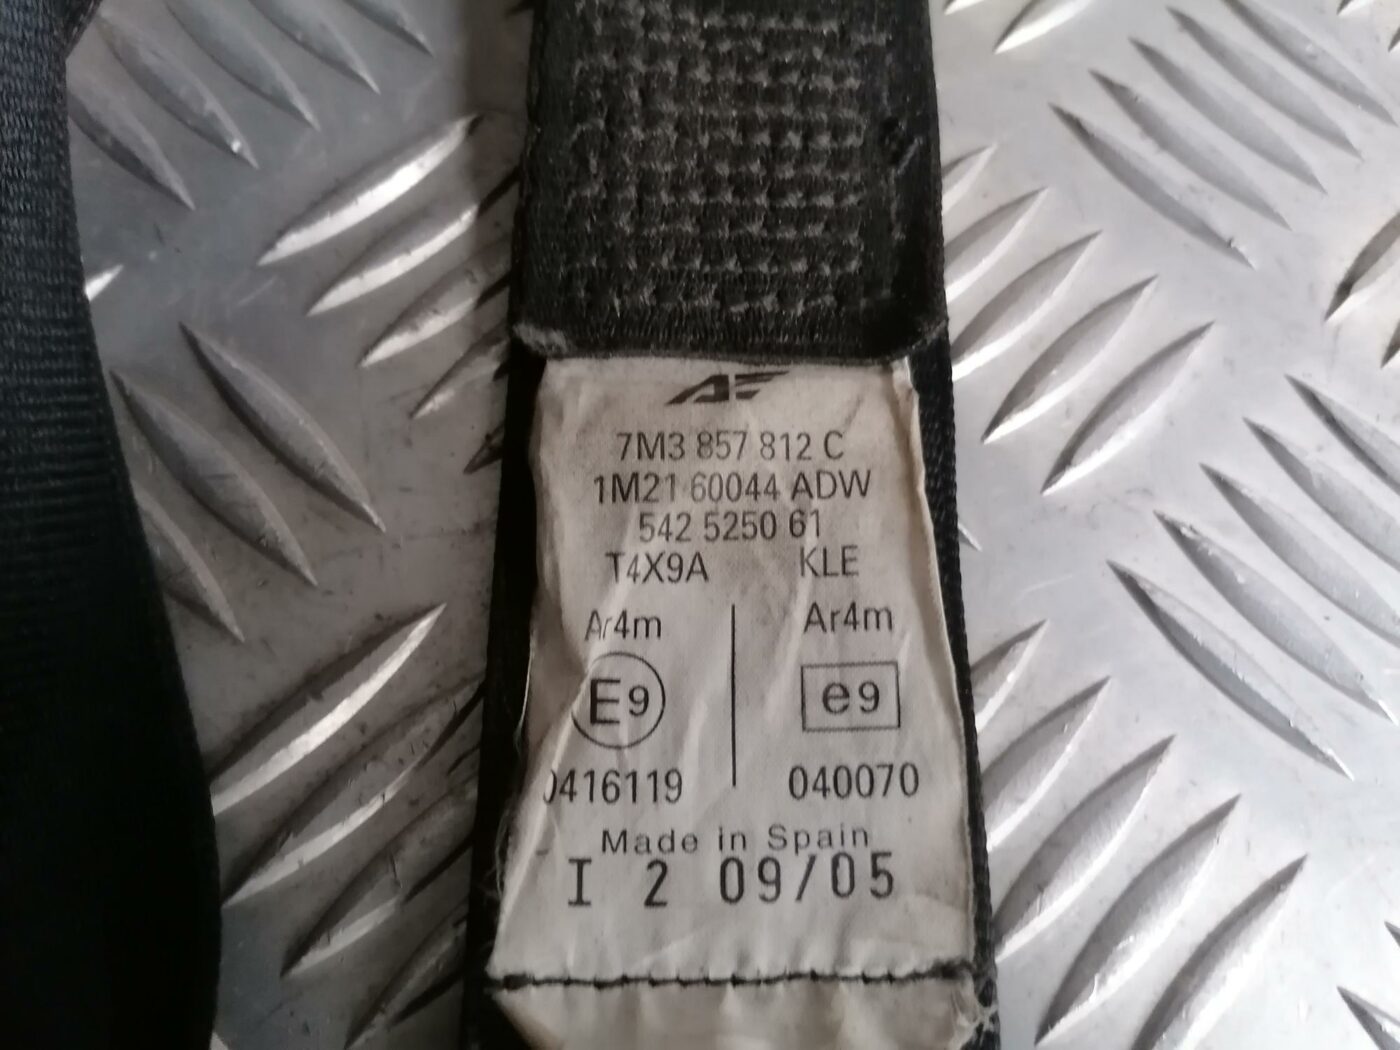 7M3 857 812 C
1M21 60044 ADW
542 5250 61
T4X9A KLE
Ar4m Ar4m
E9 e9
0416119 040070
Made in Spain
I 2 09/05